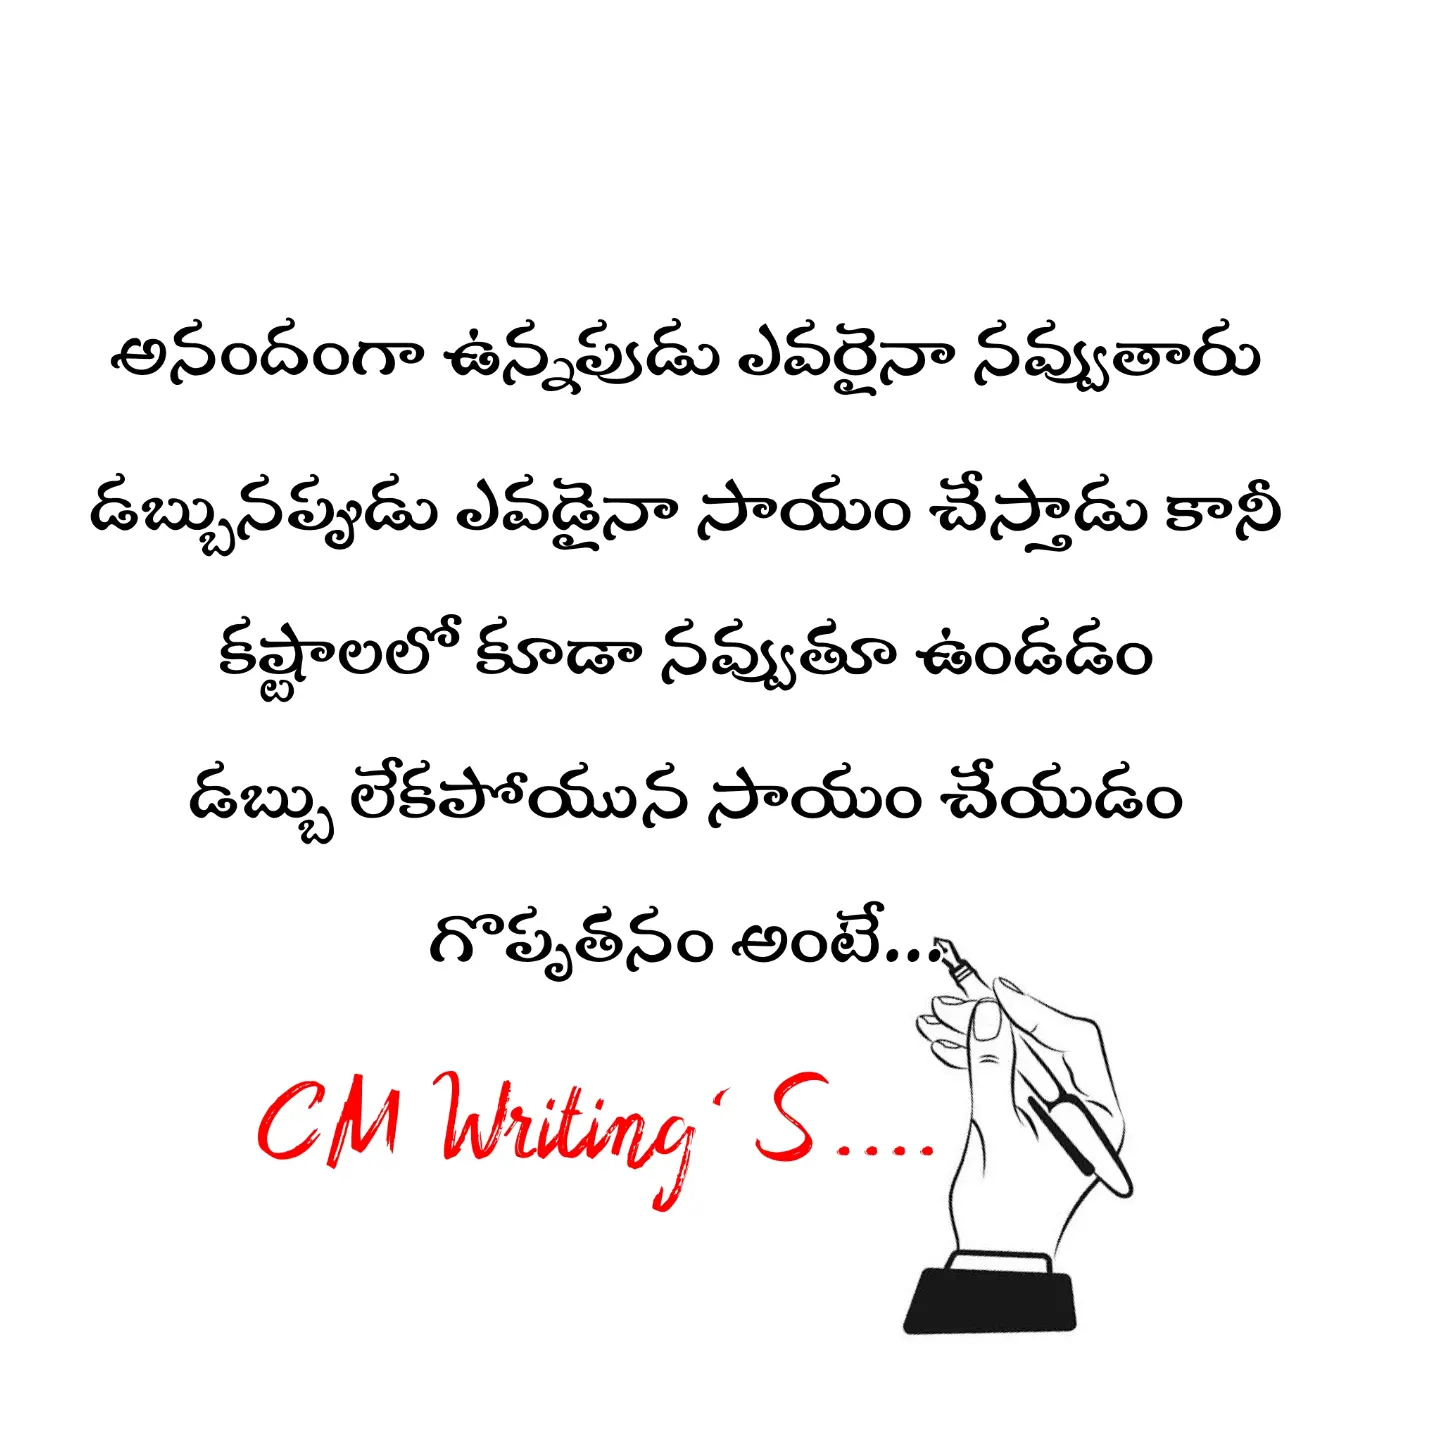 అనందంగా ఉన్నపుడు ఎవరైనా నవ్వుతారు
డబ్బునపుడు ఎవడైనా సాయం చేస్తాడు కానీ
కష్టాలలో కూడా నవ్వుతూ ఉండడం
డబ్బు లేకపోయున సాయం చేయడం
గొప్పతనం అంటే...
CM Writing's....